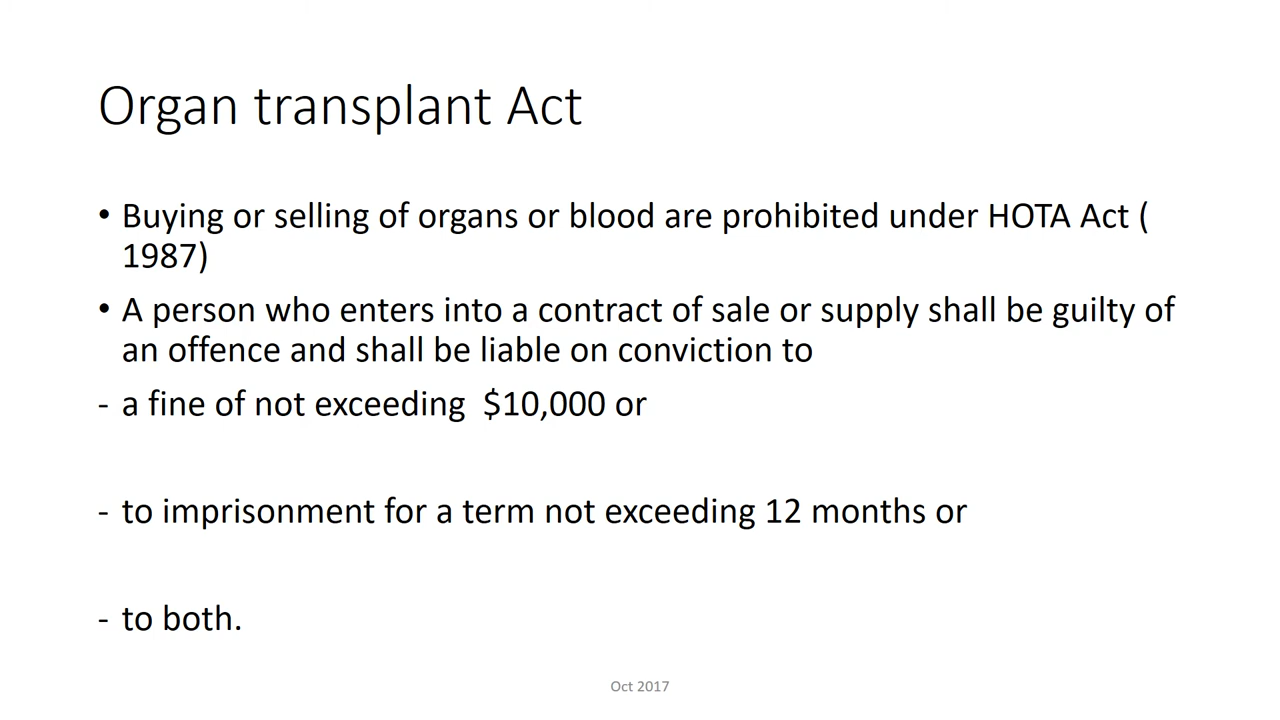 Organ transplant Act
• Buying or selling of organs or blood are prohibited under HOTA Act (
1987)
• A person who enters into a contract of sale or supply shall be guilty of
an offence and shall be liable on conviction to
- a fine of not exceeding  $10,000 or
- to imprisonment for a term not exceeding 12 months or
- to both.
Oct 2017